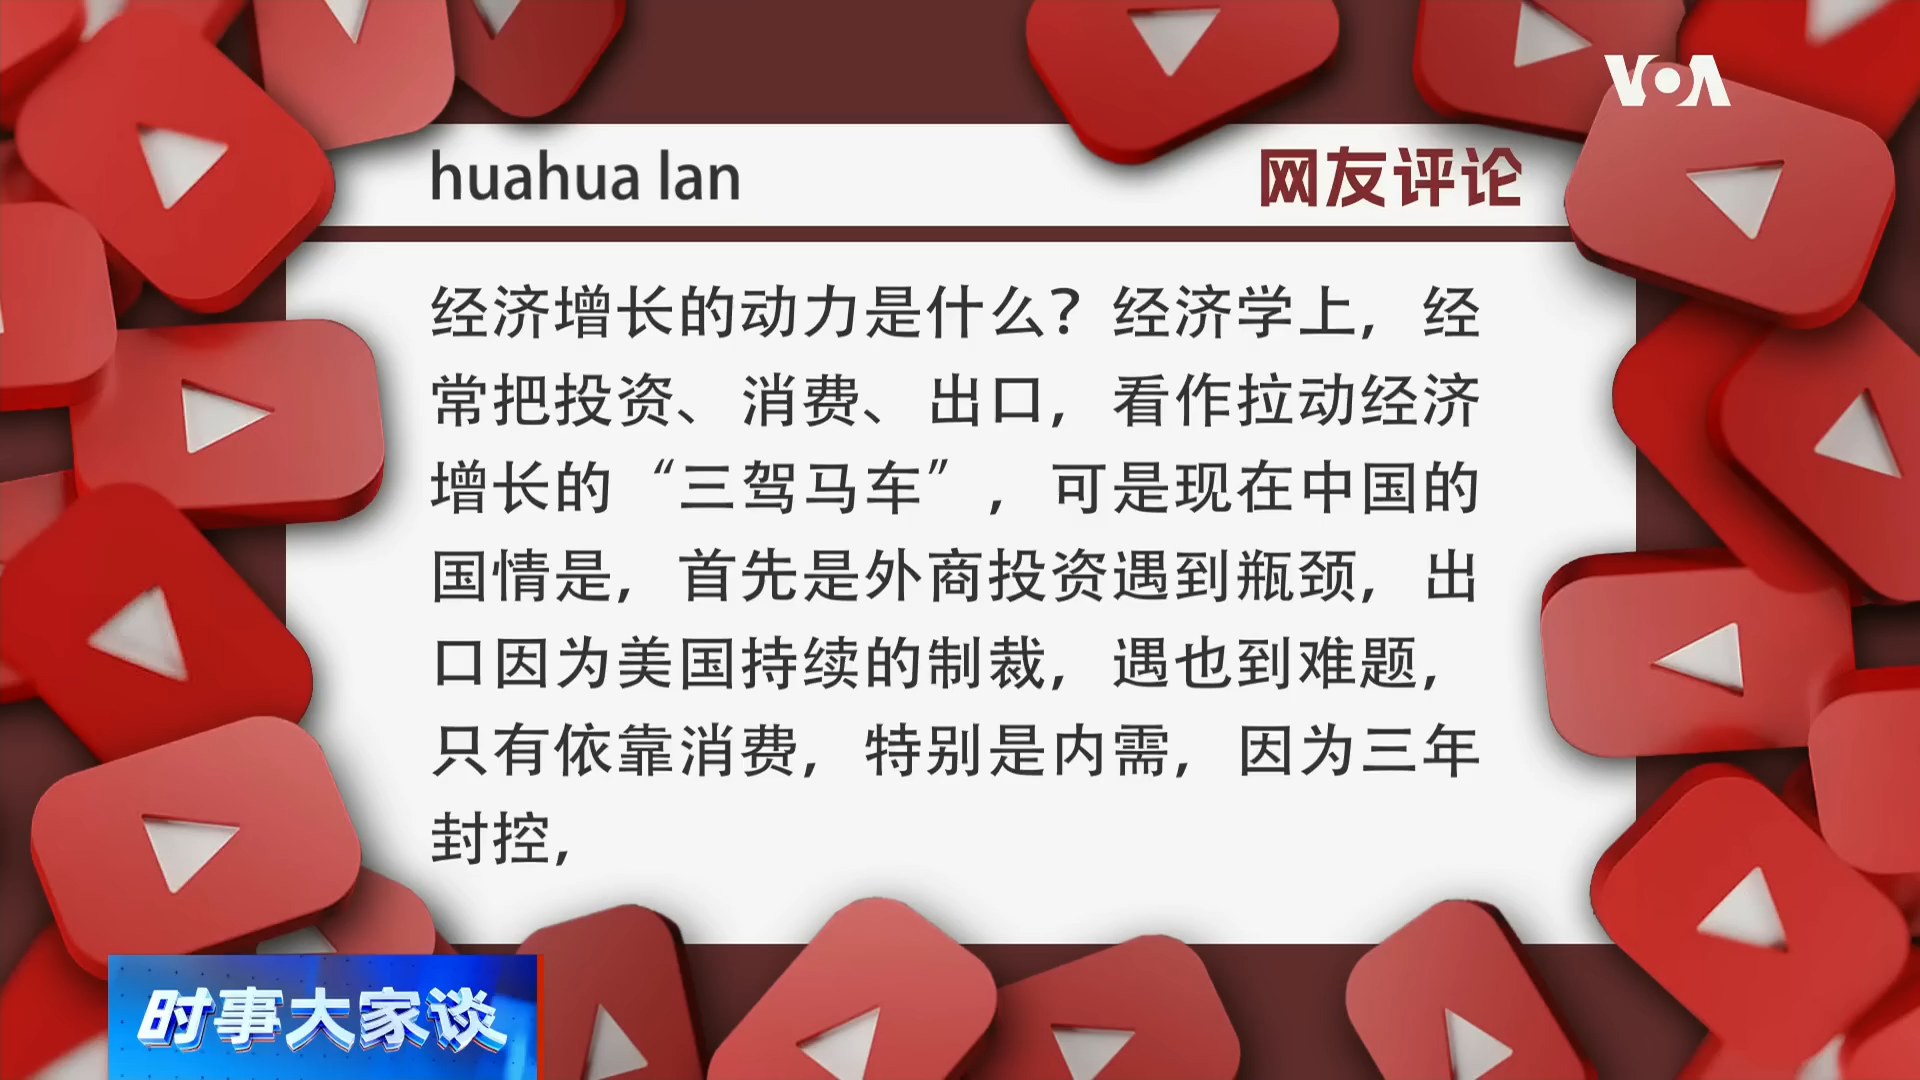 VOA
huahua lan
网友评论
经济增长的动力是什么？经济学上，经
常把投资、消费、出口，看作拉动经济
增长的“三驾马车”，可是现在中国的
国情是，首先是外商投资遇到瓶颈，出
口因为美国持续的制裁，遇也到难题，
只有依靠消费，特别是内需，因为三年
封控，
时事大家谈